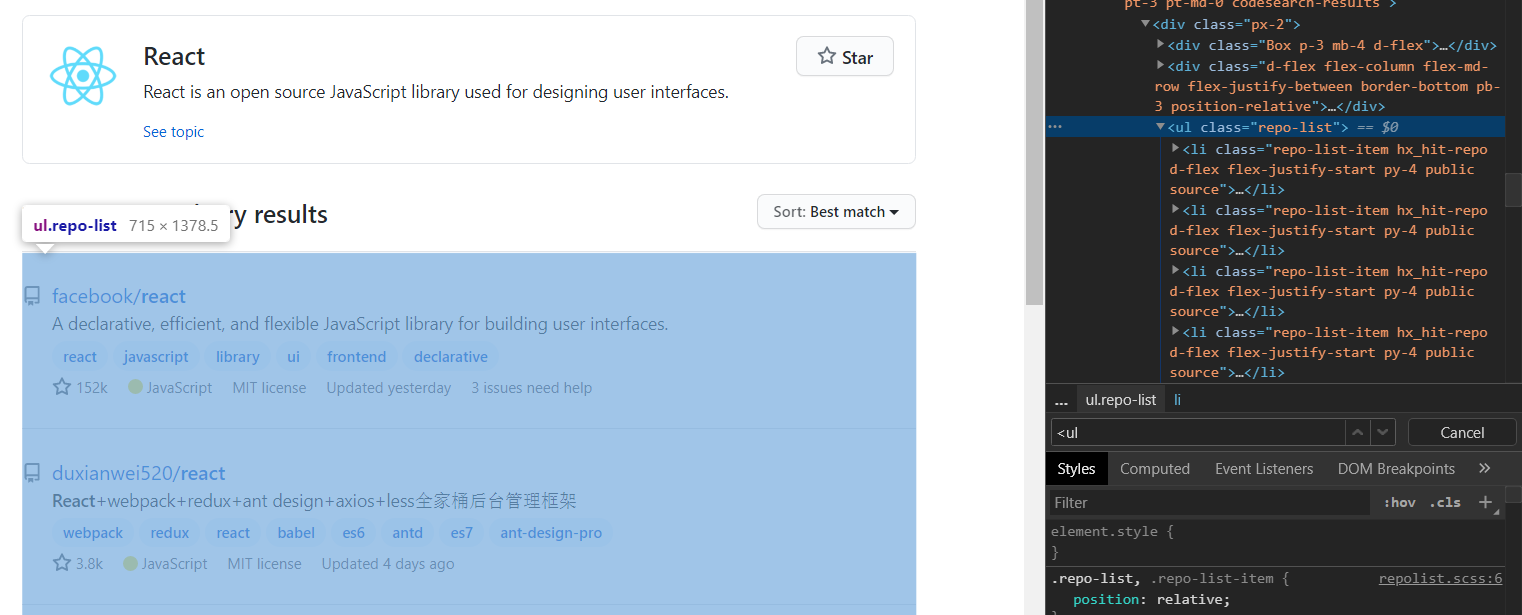 React
Star
React is an open source JavaScript library used for designing user interfaces.
See topic
ry results
Sort: Best match
ul.repo-list 715 × 1378.5
facebook/react
A declarative, efficient, and flexible JavaScript library for building user interfaces.
react javascript library ui frontend declarative
152k JavaScript MIT license Updated yesterday 3 issues need help
duxianwei520/react
React+webpack+redux+ant design+axios+less全家桶后台管理框架
webpack redux react babel es6 antd es7 ant-design-pro
3.8k JavaScript MIT license Updated 4 days ago
pt-3 pt-md-0 codesearch-results">
<div class="px-2">
<div class="Box p-3 mb-4 d-flex">…</div>
<div class="d-flex flex-column flex-md-
row flex-justify-between border-bottom pb-
3 position-relative">…</div>
<ul class="repo-list"> == $0
<li class="repo-list-item hx_hit-repo
d-flex flex-justify-start py-4 public
source">…</li>
<li class="repo-list-item hx_hit-repo
d-flex flex-justify-start py-4 public
source">…</li>
<li class="repo-list-item hx_hit-repo
d-flex flex-justify-start py-4 public
source">…</li>
<li class="repo-list-item hx_hit-repo
d-flex flex-justify-start py-4 public
source">…</li>
... ul.repo-list li
<ul Cancel
Styles Computed Event Listeners DOM Breakpoints »
Filter :hov .cls +
element.style {
}
.repo-list, .repo-list-item { repolist.scss:6
position: relative;